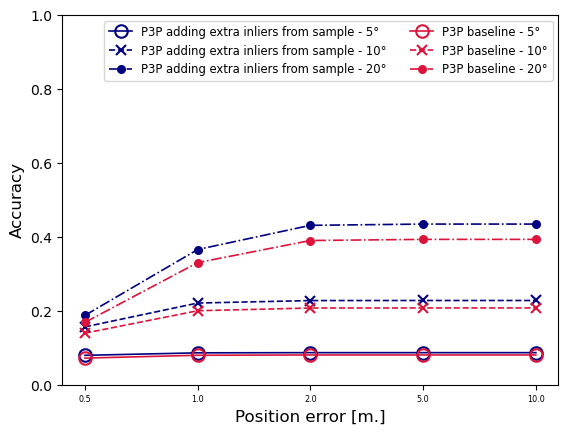 P3P adding extra inliers from sample - 5°
P3P adding extra inliers from sample - 10°
P3P adding extra inliers from sample - 20°
P3P baseline - 5°
P3P baseline - 10°
P3P baseline - 20°
1.0
0.8
0.6
0.4
0.2
0.0
Accuracy
0.5 1.0 2.0 5.0 10.0
Position error [m.]